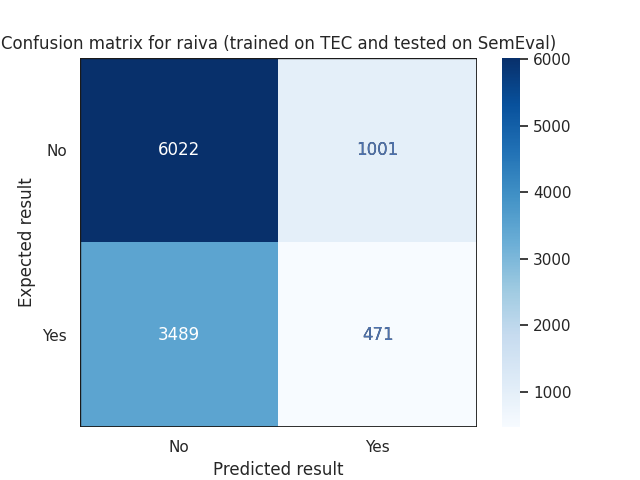 Confusion matrix for raiva (trained on TEC and tested on SemEval)
6000
5000
4000
3000
2000
1000
Expected result
No
6022
1001
Yes
3489
471
No
Yes
Predicted result